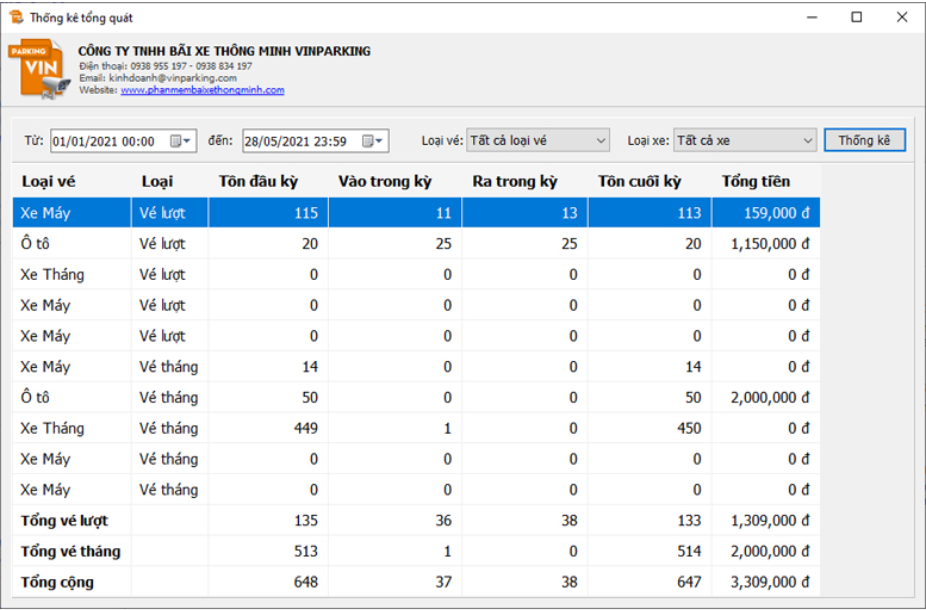 Thống kê tổng quát
PARKING
VIN
CÔNG TY TNHH BÃI XE THÔNG MINH VINPARKING
Điện thoại: 0938 955 197 - 0938 834 197
Email: kinhdoanh@vinparking.com
Website: www.phanmembaixethongminh.com
Từ: 01/01/2021 00:00 đến: 28/05/2021 23:59 Loại vé: Tất cả loại vé Loại xe: Tất cả xe Thống kê
Loại vé Loại Tồn đầu kỳ Vào trong kỳ Ra trong kỳ Tồn cuối kỳ Tổng tiền
Xe Máy Vé lượt 115 11 13 113 159,000 đ
Ô tô Vé lượt 20 25 25 20 1,150,000 đ
Xe Tháng Vé lượt 0 0 0 0 0 đ
Xe Máy Vé lượt 0 0 0 0 0 đ
Xe Máy Vé lượt 0 0 0 0 0 đ
Xe Máy Vé tháng 14 0 0 14 0 đ
Ô tô Vé tháng 50 0 0 50 2,000,000 đ
Xe Tháng Vé tháng 449 1 0 450 0 đ
Xe Máy Vé tháng 0 0 0 0 0 đ
Xe Máy Vé tháng 0 0 0 0 0 đ
Tổng vé lượt 135 36 38 133 1,309,000 đ
Tổng vé tháng 513 1 0 514 2,000,000 đ
Tổng cộng 648 37 38 647 3,309,000 đ